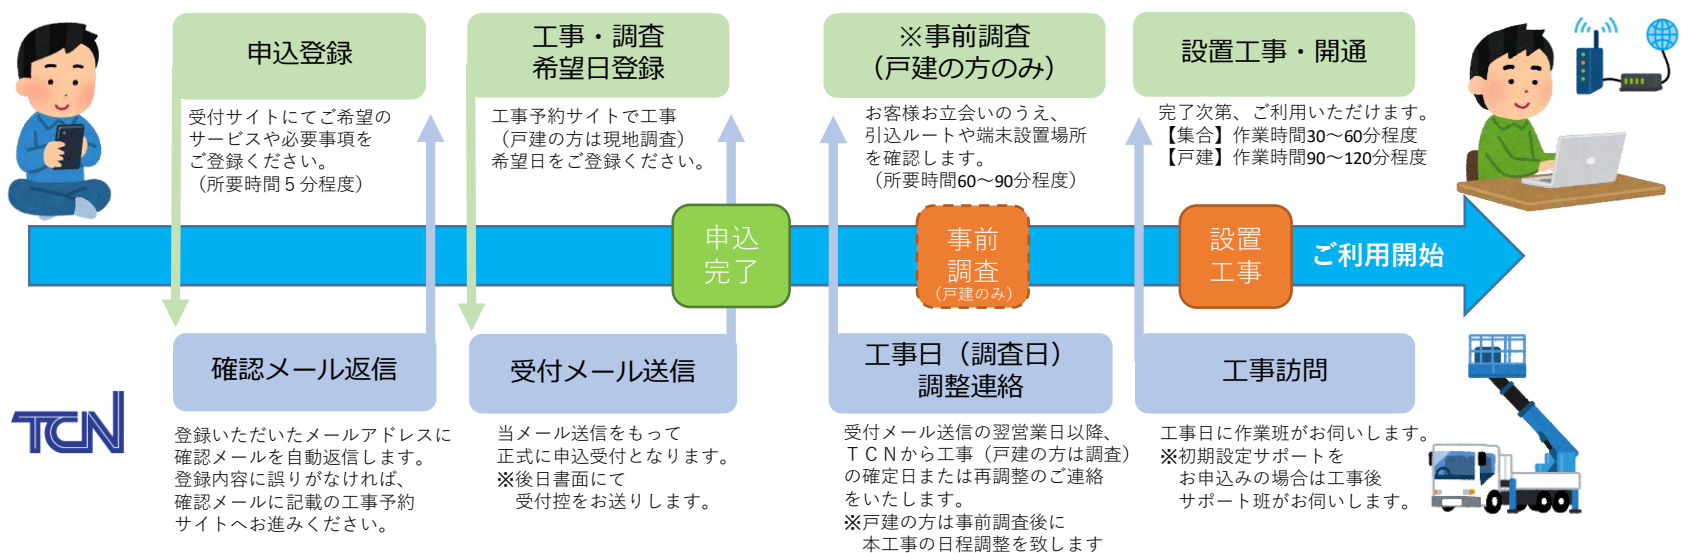 申込登録
受付サイトにてご希望の
サービスや必要事項を
ご登録ください。
（所要時間５分程度）
工事・調査
希望日登録
工事予約サイトで工事
（戸建の方は現地調査）
希望日をご登録ください。
※事前調査
（戸建の方のみ）
お客様お立会いのうえ、
引込ルートや端末設置場所
を確認します。
（所要時間60～90分程度）
設置工事・開通
完了次第、ご利用いただけます。
【集合】作業時間30～60分程度
【戸建】作業時間90～120分程度
申込
完了
事前
調査
（戸建のみ）
設置
工事
ご利用開始
TCN
確認メール返信
登録いただいたメールアドレスに
確認メールを自動返信します。
登録内容に誤りがなければ、
確認メールに記載の工事予約
サイトへお進みください。
受付メール送信
当メール送信をもって
正式に申込受付となります。
※後日書面にて
受付控をお送りします。
工事日（調査日）
調整連絡
受付メール送信の翌営業日以降、
ＴＣＮから工事（戸建の方は調査）
の確定日または再調整のご連絡
をいたします。
※戸建の方は事前調査後に
本工事の日程調整を致します
工事訪問
工事日に作業班がお伺いします。
※初期設定サポートを
お申込みの場合は工事後
サポート班がお伺いします。